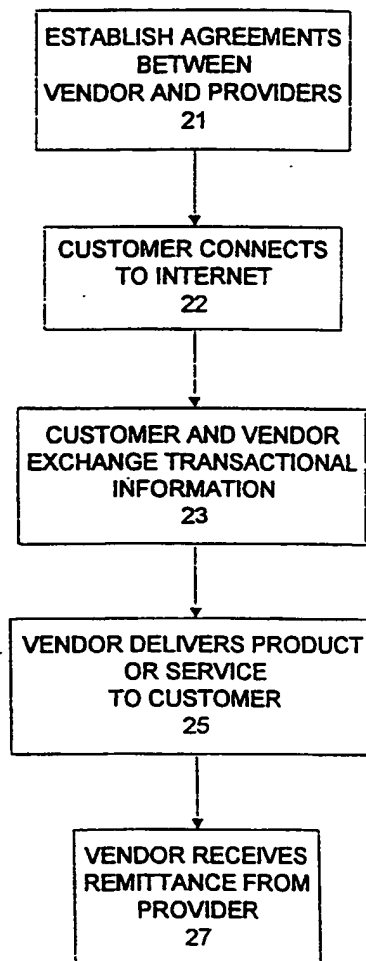 ESTABLISH AGREEMENTS
BETWEEN
VENDOR AND PROVIDERS
21
CUSTOMER CONNECTS
TO INTERNET
22
CUSTOMER AND VENDOR
EXCHANGE TRANSACTIONAL
INFORMATION
23
VENDOR DELIVERS PRODUCT
OR SERVICE
TO CUSTOMER
25
VENDOR RECEIVES
REMITTANCE FROM
PROVIDER
27